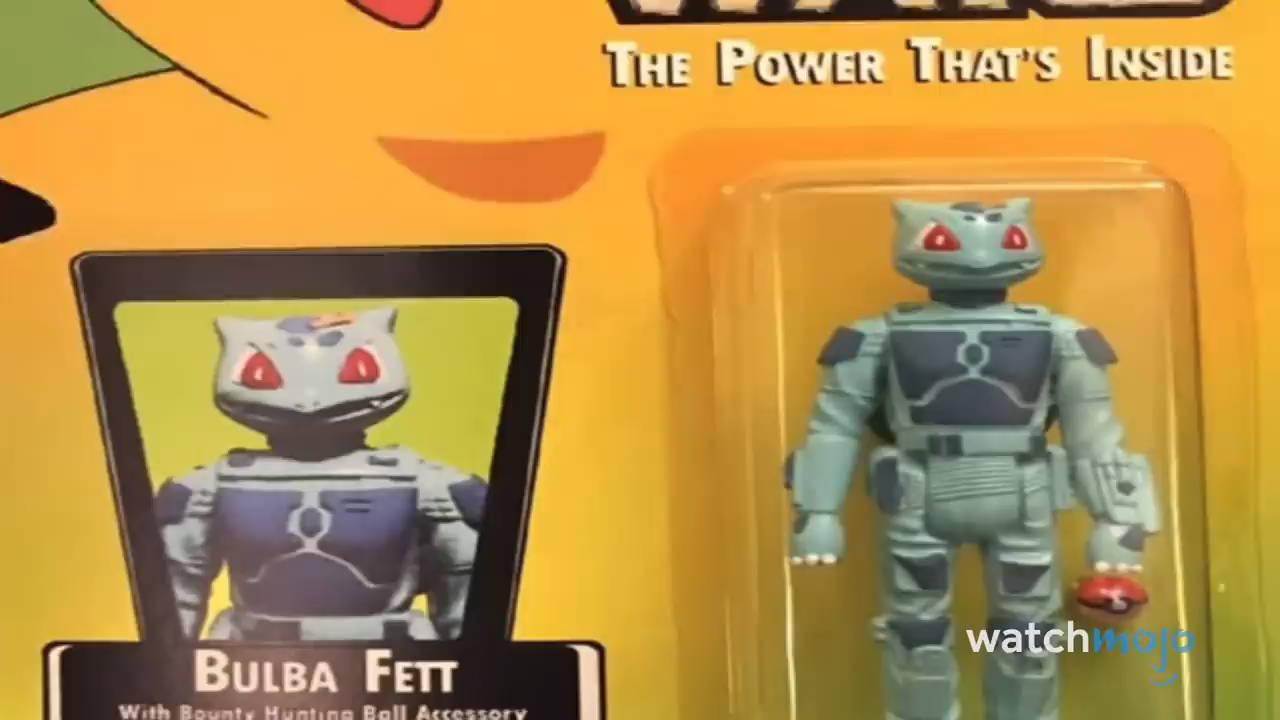 THE POWER THAT'S INSIDE
BULBA FETT
With Bounty Hunting Ball Accessory
watchmojo